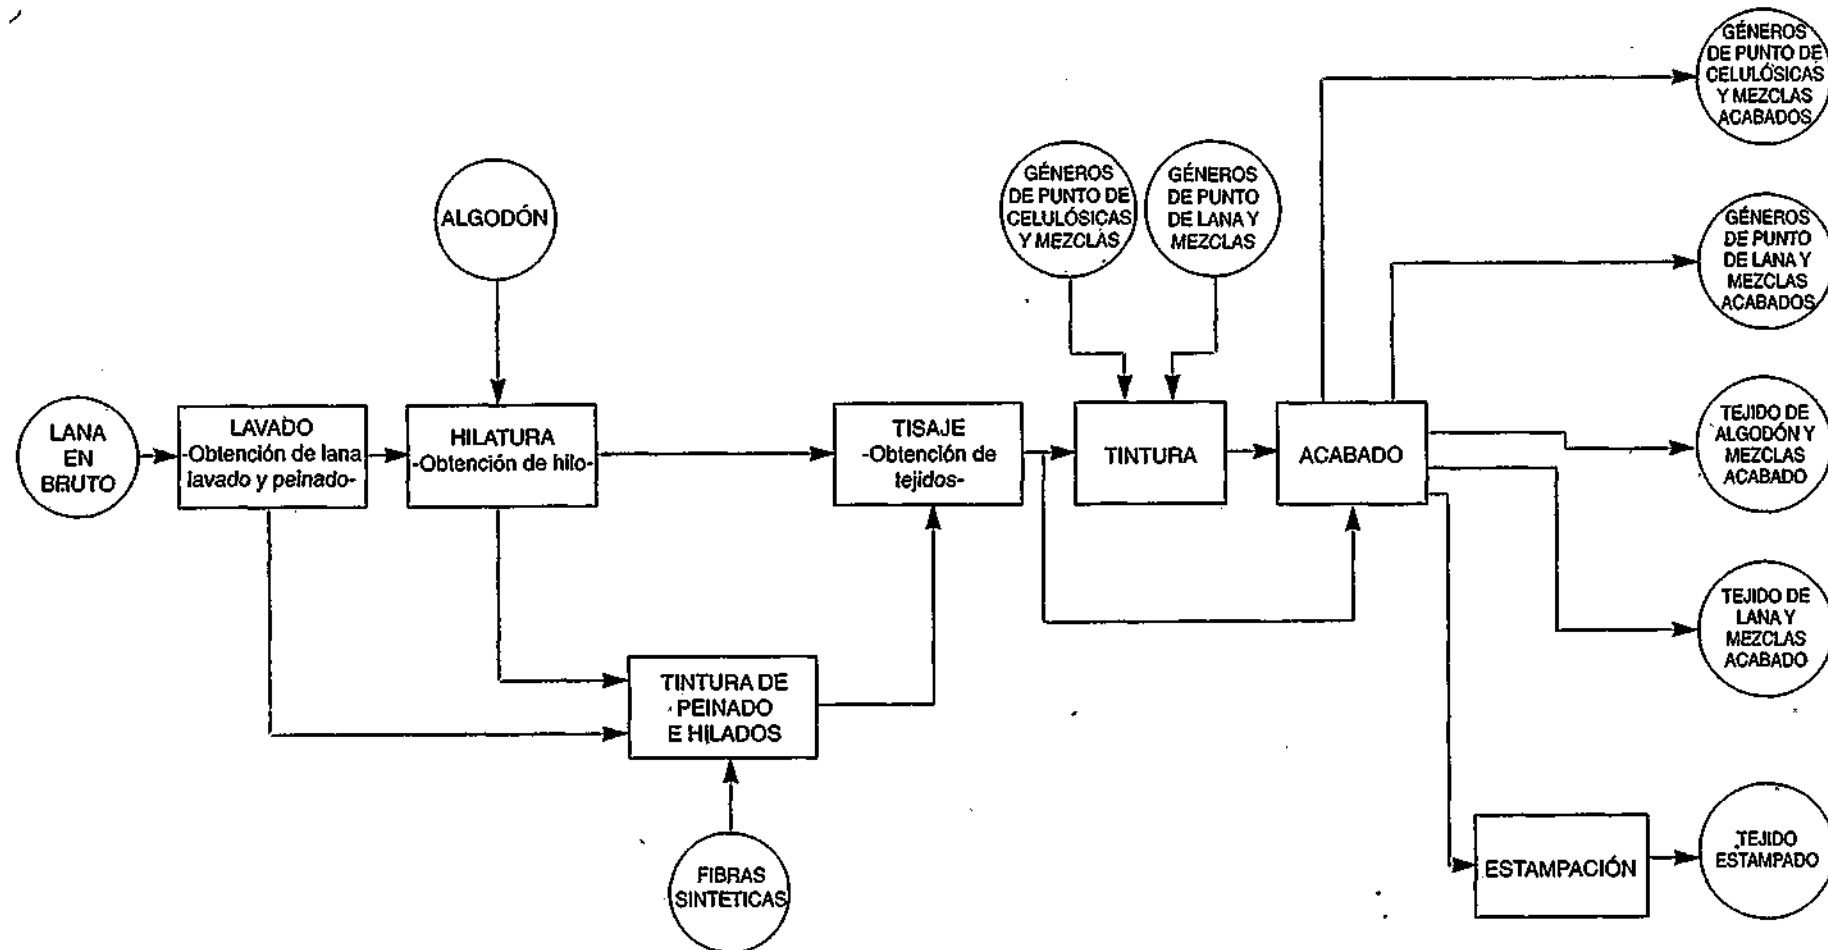 GÉNEROS
DE PUNTO DE
CELULÓSICAS
Y MEZCLAS
ACABADOS
ALGODÓN
GÉNEROS
DE PUNTO DE
CELULÓSICAS
Y MEZCLAS
GÉNEROS
DE PUNTO
DE LANA Y
MEZCLAS
GÉNEROS
DE PUNTO
DE LANA Y
MEZCLAS
ACABADOS
LANA
EN
BRUTO
LAVADO
-Obtención de lana
lavado y peinado-
HILATURA
-Obtención de hilo-
TISAJE
-Obtención de
tejidos-
TINTURA
ACABADO
TEJIDO DE
ALGODÓN Y
MEZCLAS
ACABADO
TEJIDO DE
LANA Y
MEZCLAS
ACABADO
TINTURA DE
PEINADO
E HILADOS
FIBRAS
SINTETICAS
ESTAMPACIÓN
TEJIDO
ESTAMPADO